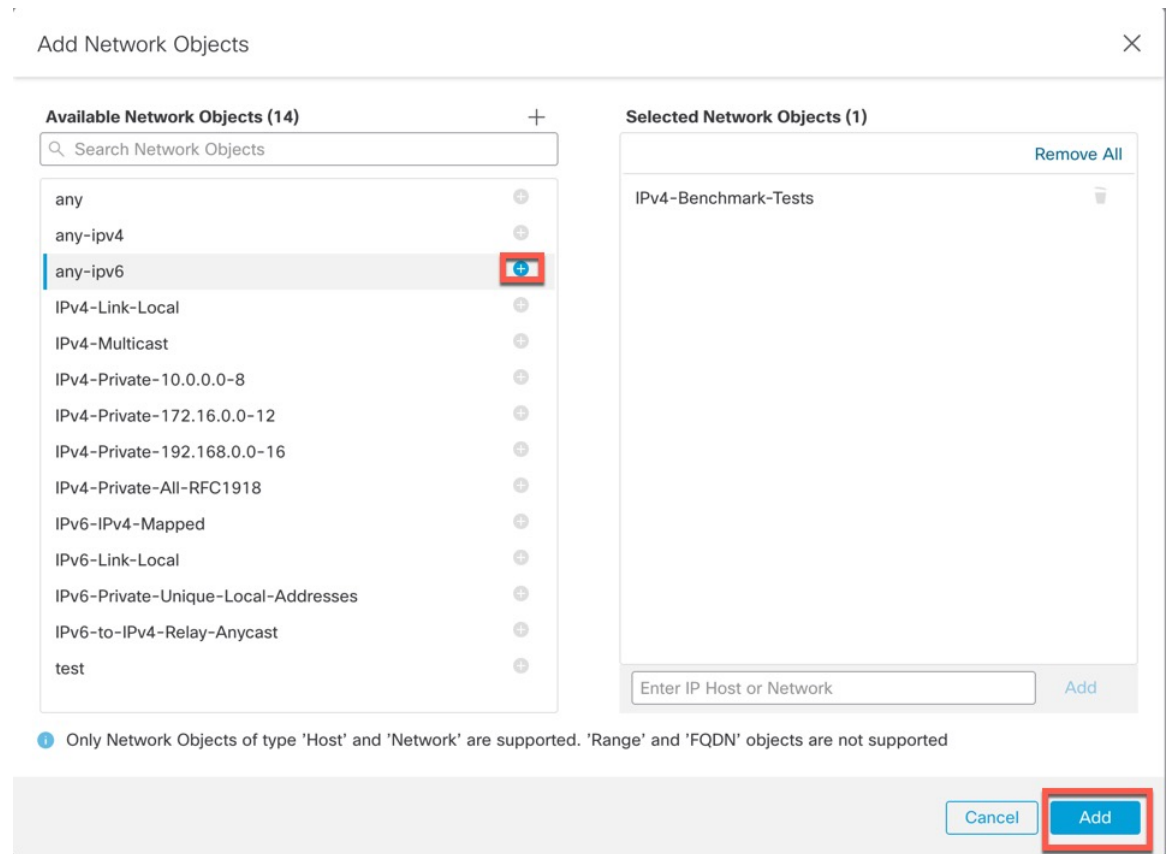 Add Network Objects
Available Network Objects (14)
Search Network Objects
any
any-ipv4
any-ipv6
IPv4-Link-Local
IPv4-Multicast
IPv4-Private-10.0.0.0-8
IPv4-Private-172.16.0.0-12
IPv4-Private-192.168.0.0-16
IPv4-Private-All-RFC1918
IPv6-IPv4-Mapped
IPv6-Link-Local
IPv6-Private-Unique-Local-Addresses
IPv6-to-IPv4-Relay-Anycast
test
Selected Network Objects (1)
Remove All
IPv4-Benchmark-Tests
Enter IP Host or Network
Add
Only Network Objects of type 'Host' and 'Network' are supported. 'Range' and 'FQDN' objects are not supported
Cancel
Add